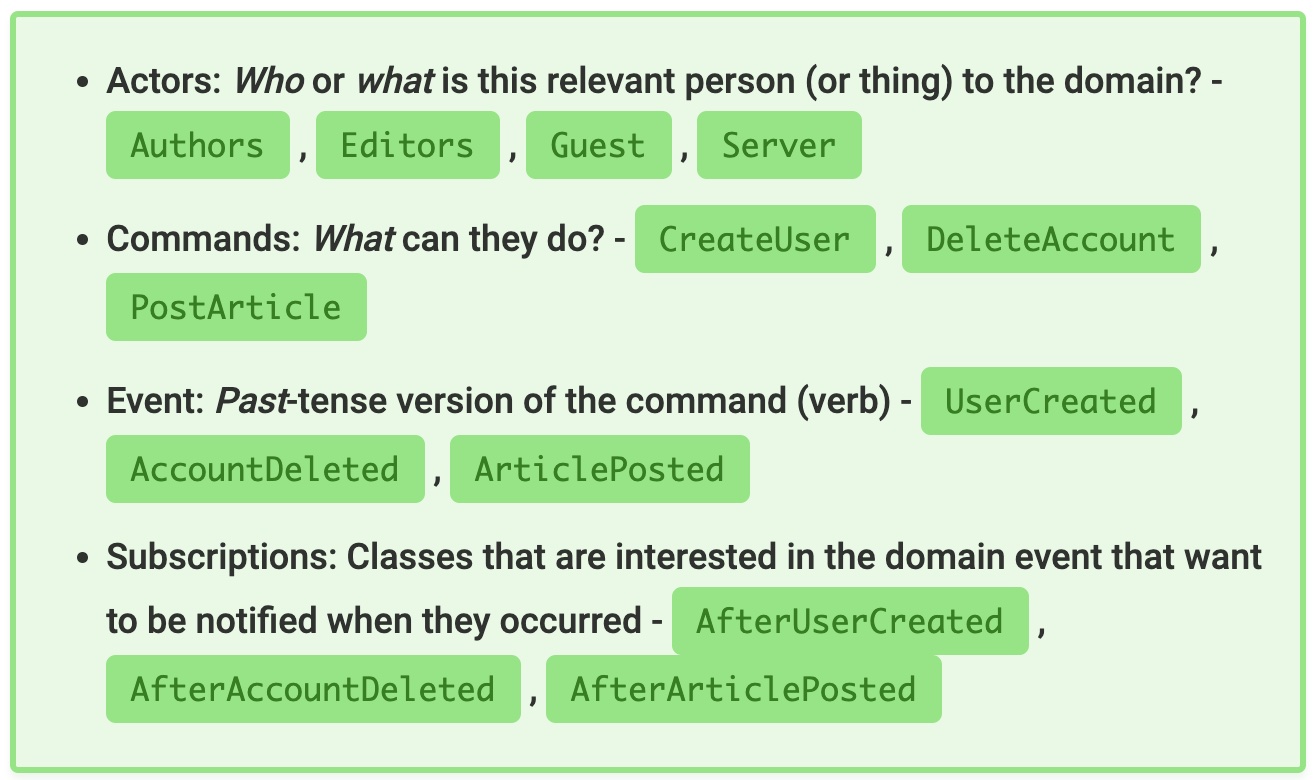 • Actors: Who or what is this relevant person (or thing) to the domain? -
Authors , Editors , Guest , Server
• Commands: What can they do? - CreateUser , DeleteAccount ,
PostArticle
• Event: Past-tense version of the command (verb) - UserCreated ,
AccountDeleted , ArticlePosted
• Subscriptions: Classes that are interested in the domain event that want
to be notified when they occurred - AfterUserCreated ,
AfterAccountDeleted , AfterArticlePosted